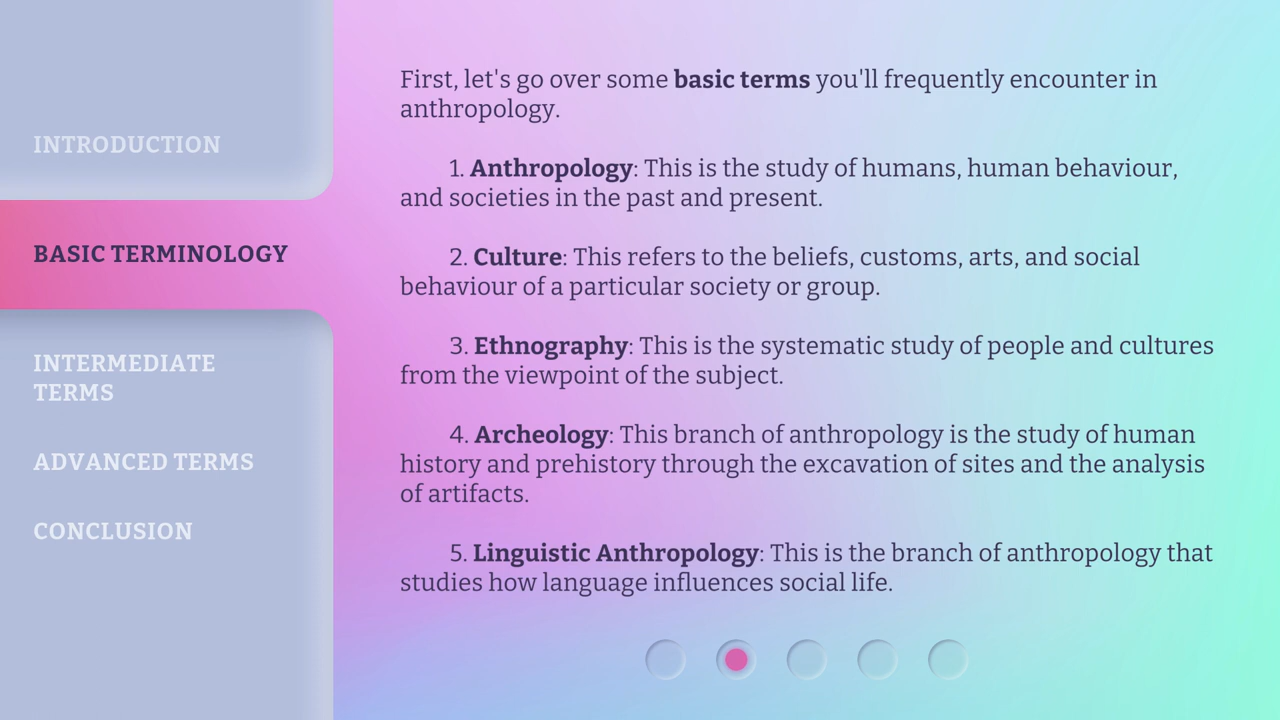 INTRODUCTION
BASIC TERMINOLOGY
INTERMEDIATE
TERMS
ADVANCED TERMS
CONCLUSION
First, let's go over some basic terms you'll frequently encounter in
anthropology.
1. Anthropology: This is the study of humans, human behaviour,
and societies in the past and present.
2. Culture: This refers to the beliefs, customs, arts, and social
behaviour of a particular society or group.
3. Ethnography: This is the systematic study of people and cultures
from the viewpoint of the subject.
4. Archeology: This branch of anthropology is the study of human
history and prehistory through the excavation of sites and the analysis
of artifacts.
5. Linguistic Anthropology: This is the branch of anthropology that
studies how language influences social life.